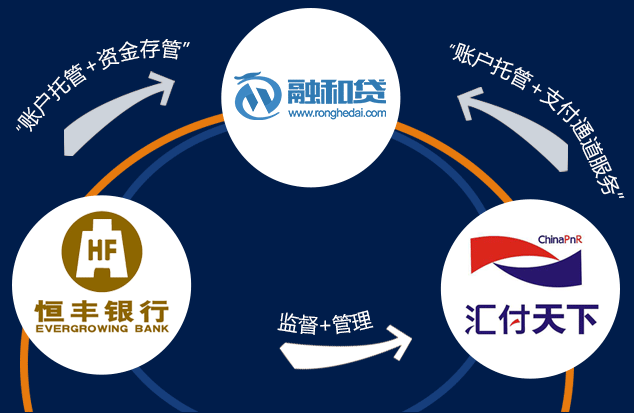 融和贷
www.ronghedai.com
“账户托管+资金存管”
“账户托管+支付通道服务”
HF
恒丰银行
EVERGROWING BANK
监督+管理
ChinaPnR
汇付天下